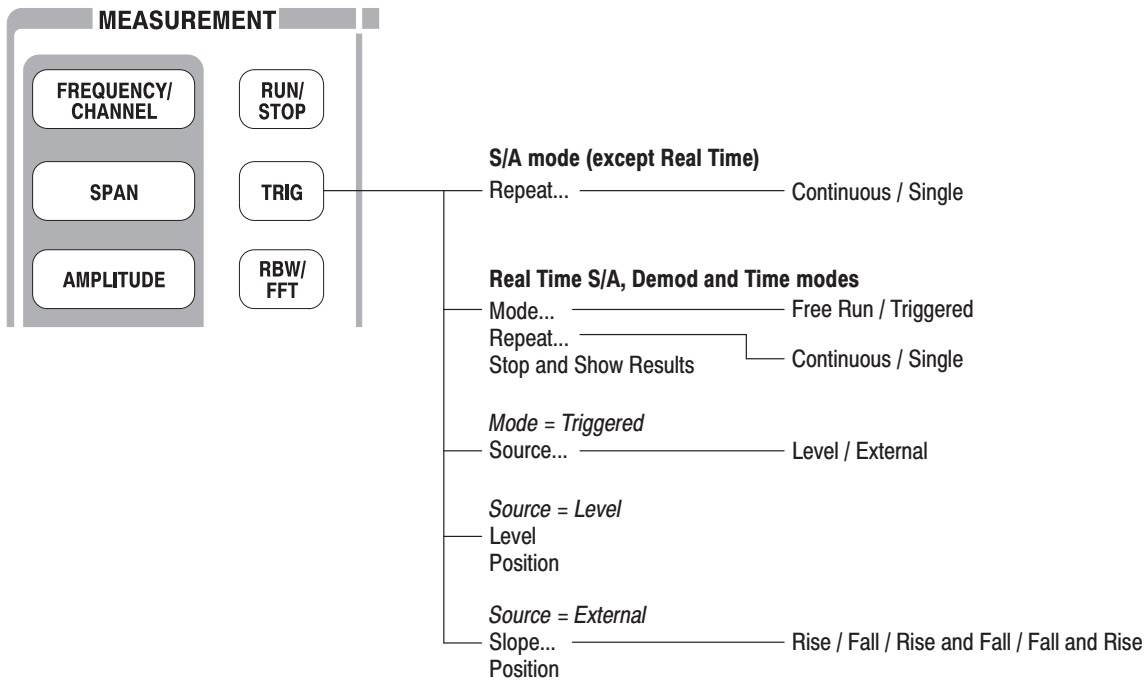 MEASUREMENT
FREQUENCY/
CHANNEL
RUN/
STOP
SPAN
TRIG
AMPLITUDE
RBW/
FFT
S/A mode (except Real Time)
Repeat... Continuous / Single
Real Time S/A, Demod and Time modes
Mode... Free Run / Triggered
Repeat... Continuous / Single
Stop and Show Results
Mode = Triggered
Source... Level / External
Source = Level
Level
Position
Source = External
Slope... Rise / Fall / Rise and Fall / Fall and Rise
Position